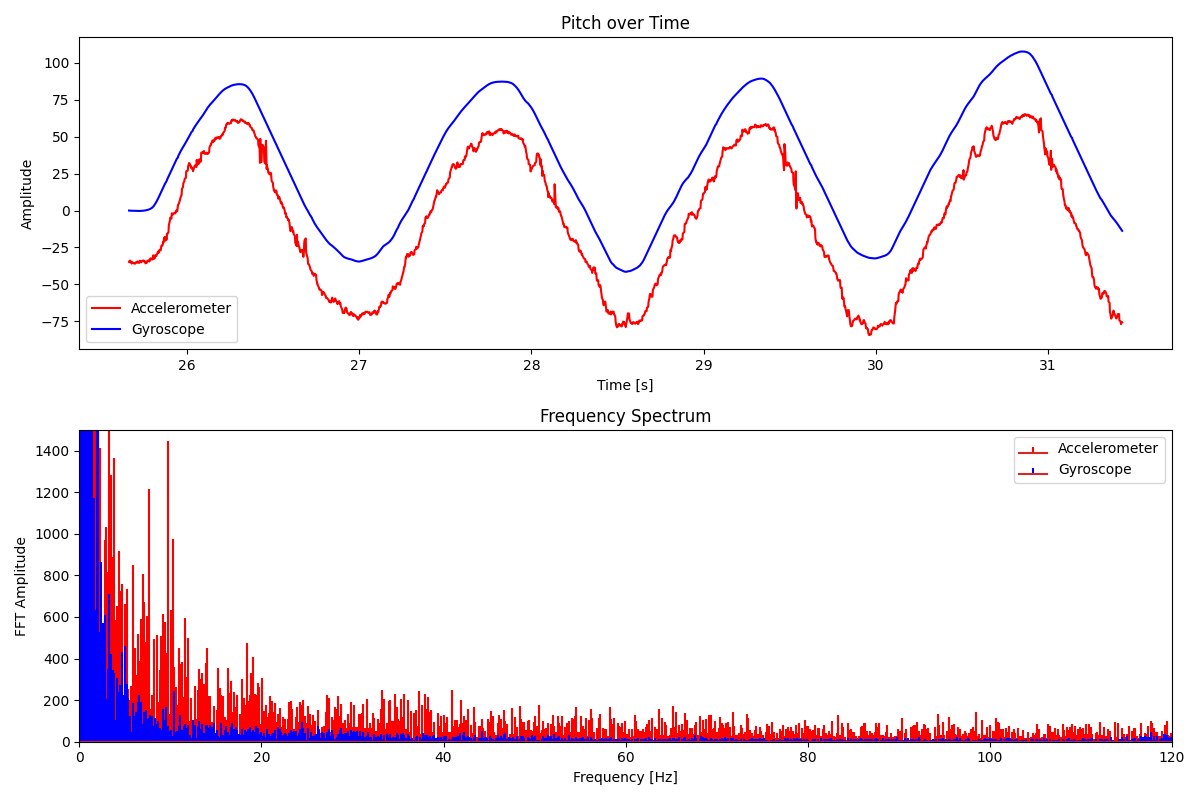 Pitch over Time
Amplitude
100
75
50
25
0
−25
−50
−75
Accelerometer
Gyroscope
26 27 28 29 30 31
Time [s]
Frequency Spectrum
FFT Amplitude
1400
1200
1000
800
600
400
200
0
Accelerometer
Gyroscope
0 20 40 60 80 100 120
Frequency [Hz]